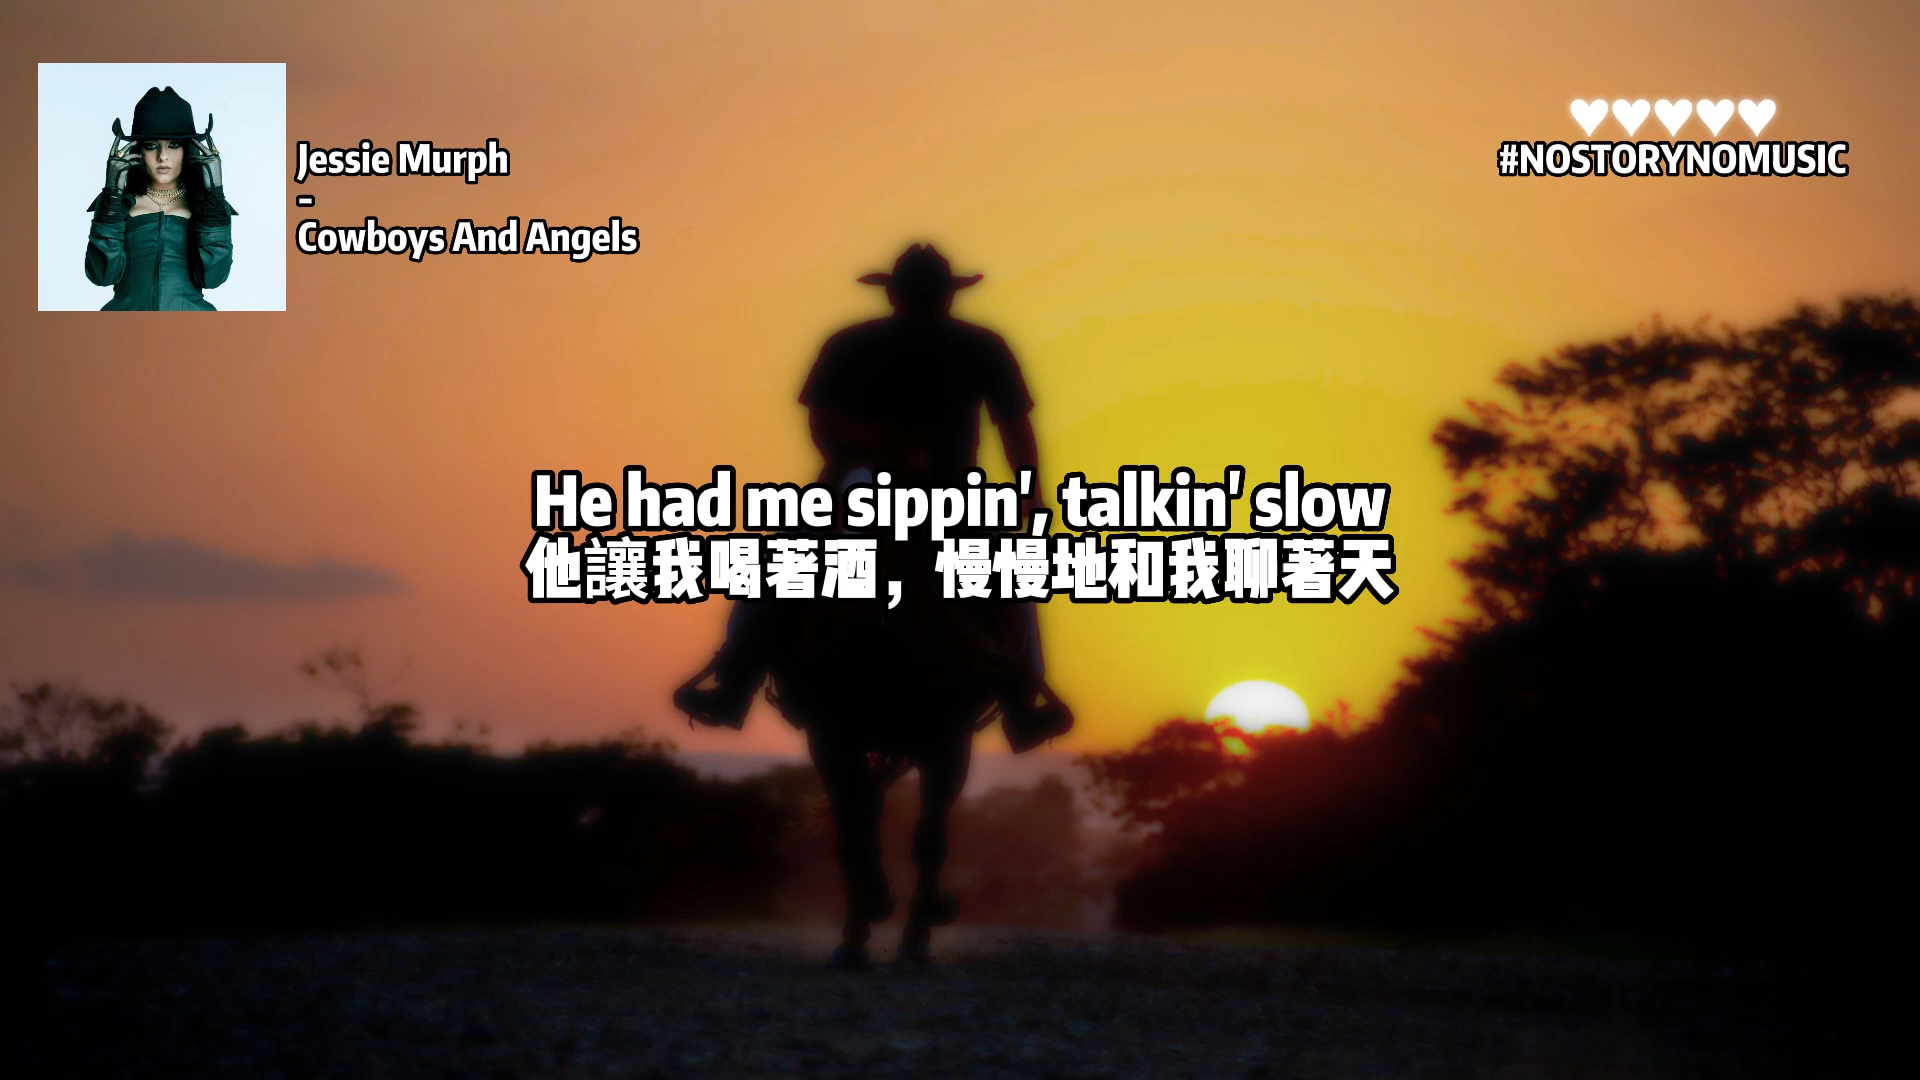 Jessie Murph
-
Cowboys And Angels
♥♥♥♥♥
#NOSTORYNOMUSIC
He had me sippin', talkin' slow
他讓我喝著酒，慢慢地和我聊著天